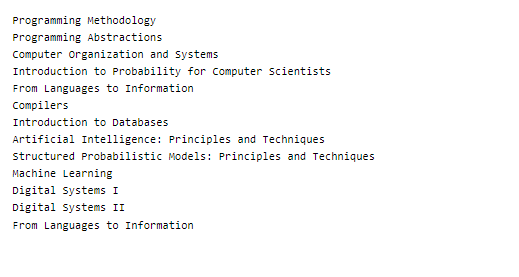 Programming Methodology
Programming Abstractions
Computer Organization and Systems
Introduction to Probability for Computer Scientists
From Languages to Information
Compilers
Introduction to Databases
Artificial Intelligence: Principles and Techniques
Structured Probabilistic Models: Principles and Techniques
Machine Learning
Digital Systems I
Digital Systems II
From Languages to Information